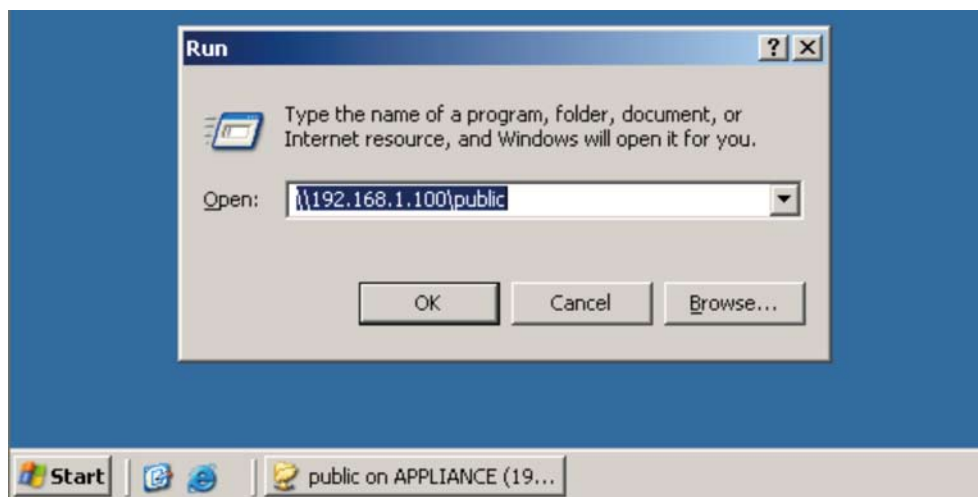 Run
Type the name of a program, folder, document, or
Internet resource, and Windows will open it for you.
Open:
\\192.168.1.100\public
OK
Cancel
Browse...
Start
public on APPLIANCE (19...